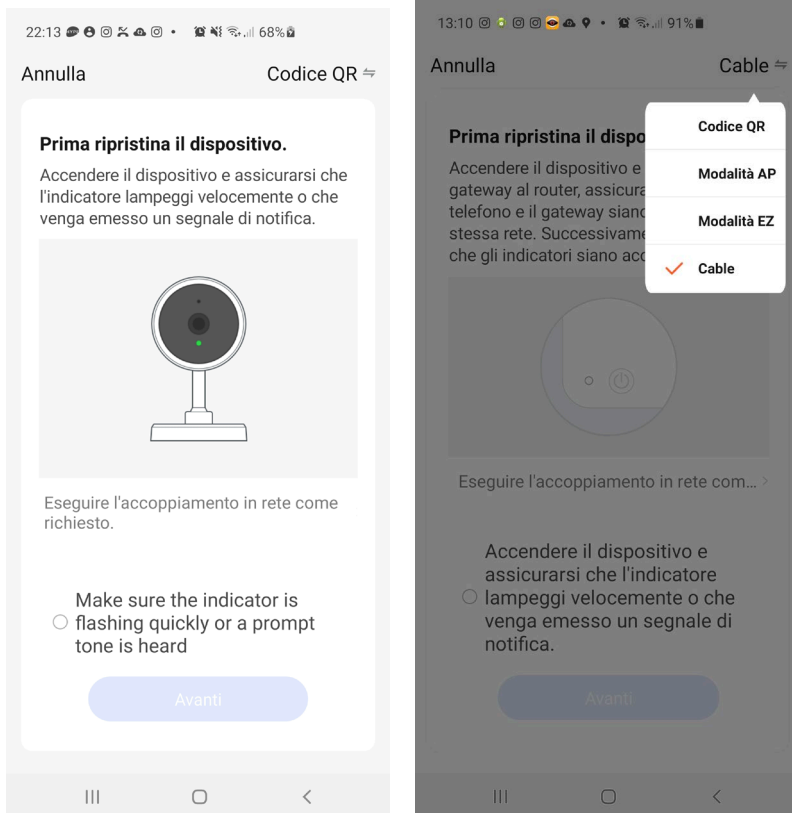 22:13
68%
Annulla
Codice QR
Prima ripristina il dispositivo.
Accendere il dispositivo e assicurarsi che
l'indicatore lampeggi velocemente o che
venga emesso un segnale di notifica.
Eseguire l'accoppiamento in rete come
richiesto.
Make sure the indicator is
flashing quickly or a prompt
tone is heard
Avanti
13:10
91%
Annulla
Cable
Codice QR
Modalità AP
Modalità EZ
Cable
Prima ripristina il dispo
Accendere il dispositivo e
gateway al router, assicura
telefono e il gateway siano
stessa rete. Successivame
che gli indicatori siano acc
Eseguire l'accoppiamento in rete com...
Accendere il dispositivo e
assicurarsi che l'indicatore
lampeggi velocemente o che
venga emesso un segnale di
notifica.
Avanti